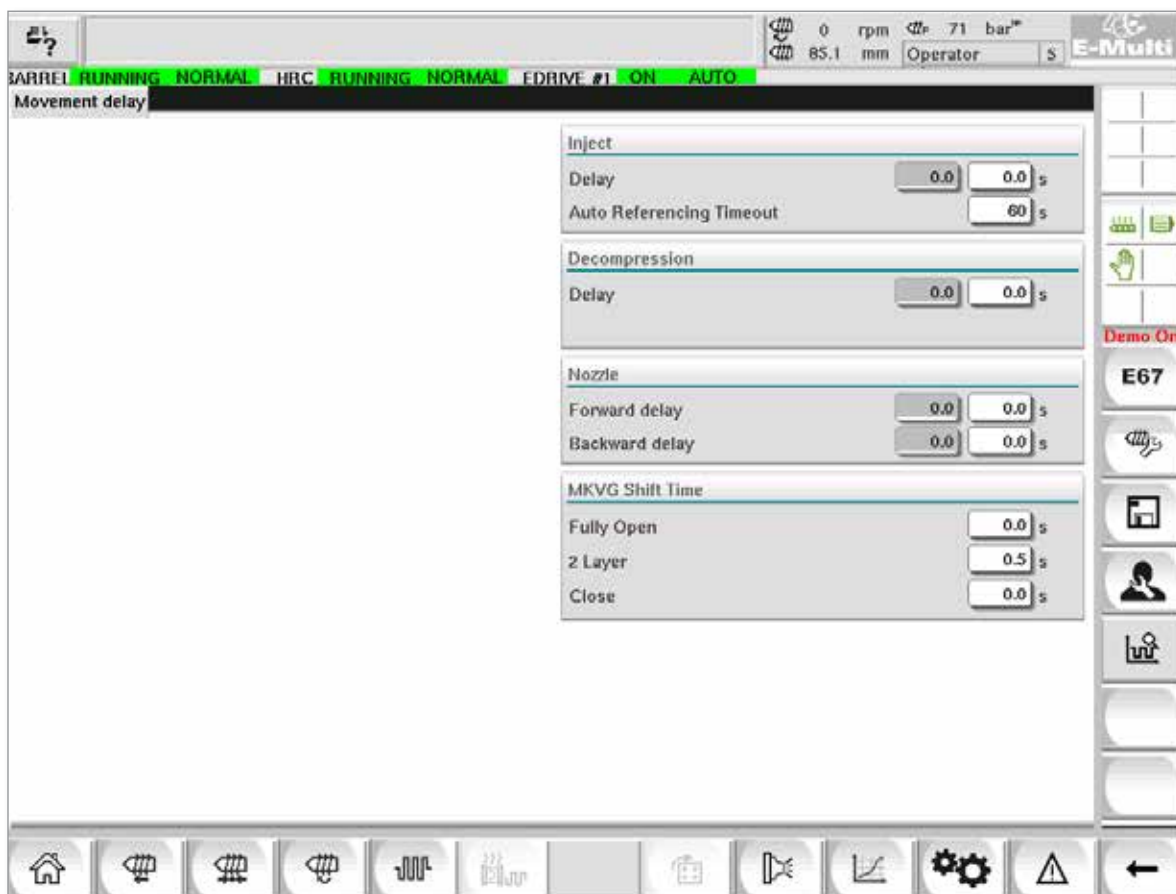 ?
0 rpm 71 bar
E-Multi
85.1 mm Operator S
BARREL RUNNING NORMAL HRC RUNNING NORMAL EDRIVE #1 ON AUTO
Movement delay
Inject
Delay 0.0 0.0 s
Auto Referencing Timeout 60 s
Decompression
Delay 0.0 0.0 s
Demo On
Nozzle
E67
Forward delay 0.0 0.0 s
Backward delay 0.0 0.0 s
MKVG Shift Time
Fully Open 0.0 s
2 Layer 0.5 s
Close 0.0 s